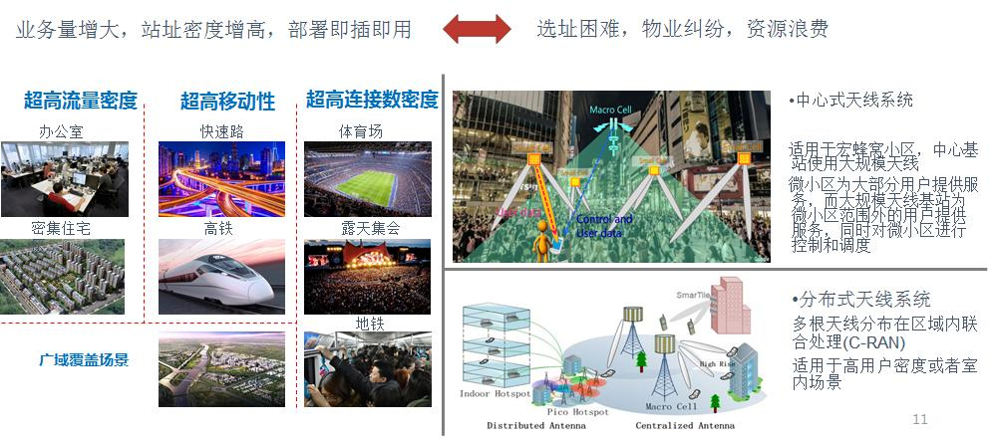 业务量增大，站址密度增高，部署即插即用
选址困难，物业纠纷，资源浪费
超高流量密度
超高移动性
超高连接数密度
办公室
快速路
体育场
密集住宅
高铁
露天集会
地铁
广域覆盖场景
Macro Cell
Small Cell
Small Cell
Small Cell
User data
Control and
User data
Google
•中心式天线系统
适用于宏蜂窝小区，中心基
站使用大规模天线
微小区为大部分用户提供服
务，而大规模天线基站为
微小区范围外的用户提供
服务，同时对微小区进行
控制和调度
SmarTile
High Rise
Indoor Hotspot
Pico Hotspot
Macro Cell
Distributed Antenna
Centralized Antenna
•分布式天线系统
多根天线分布在区域内联
合处理(C-RAN)
适用于高用户密度或者室
内场景
11